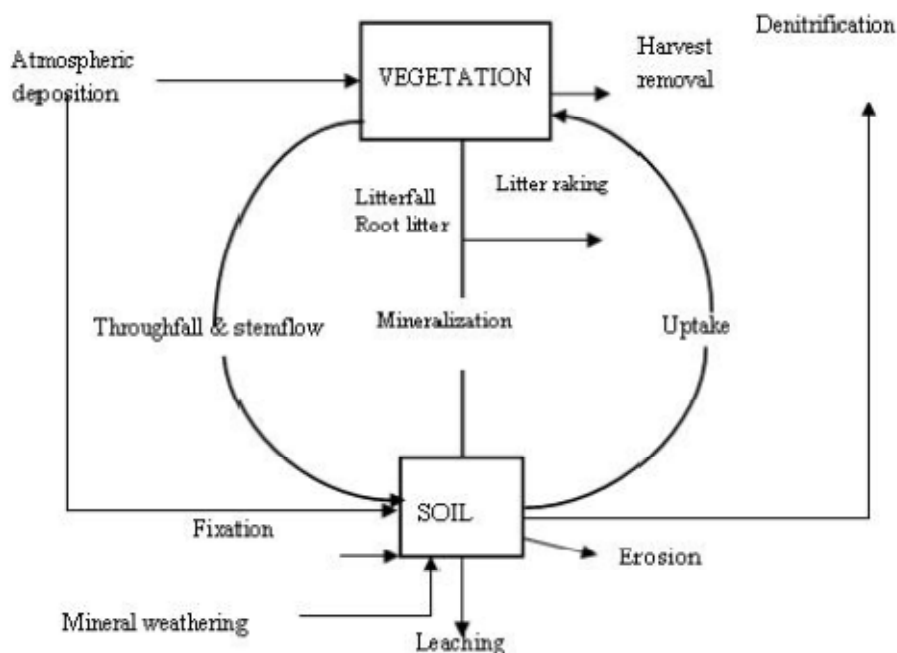 Denitrification
Atmospheric
deposition
VEGETATION
Harvest
removal
Litterfall
Root litter
Litter raking
Throughfall & stemflow
Mineralization
Uptake
SOIL
Fixation
Erosion
Mineral weathering
Leaching